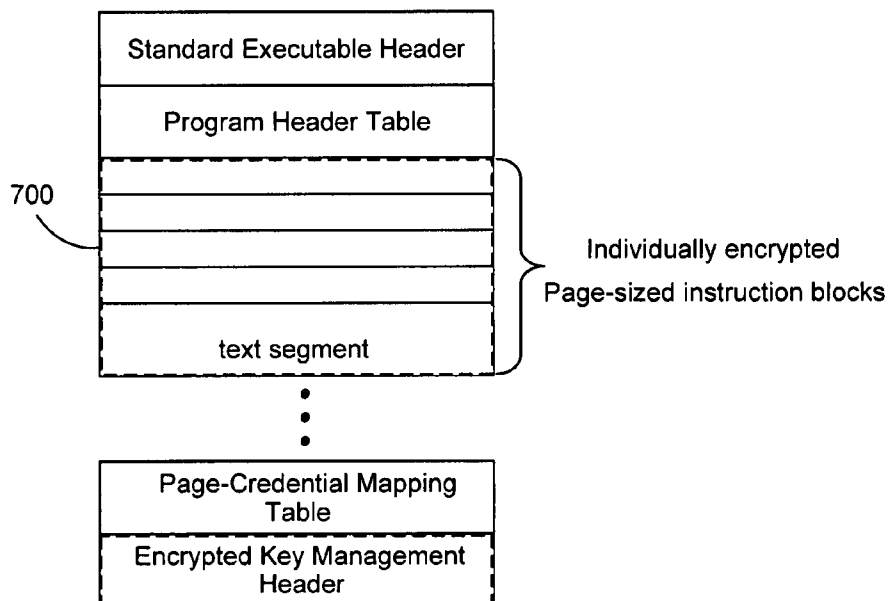 Standard Executable Header
Program Header Table
700
Individually encrypted
Page-sized instruction blocks
text segment
Page-Credential Mapping
Table
Encrypted Key Management
Header